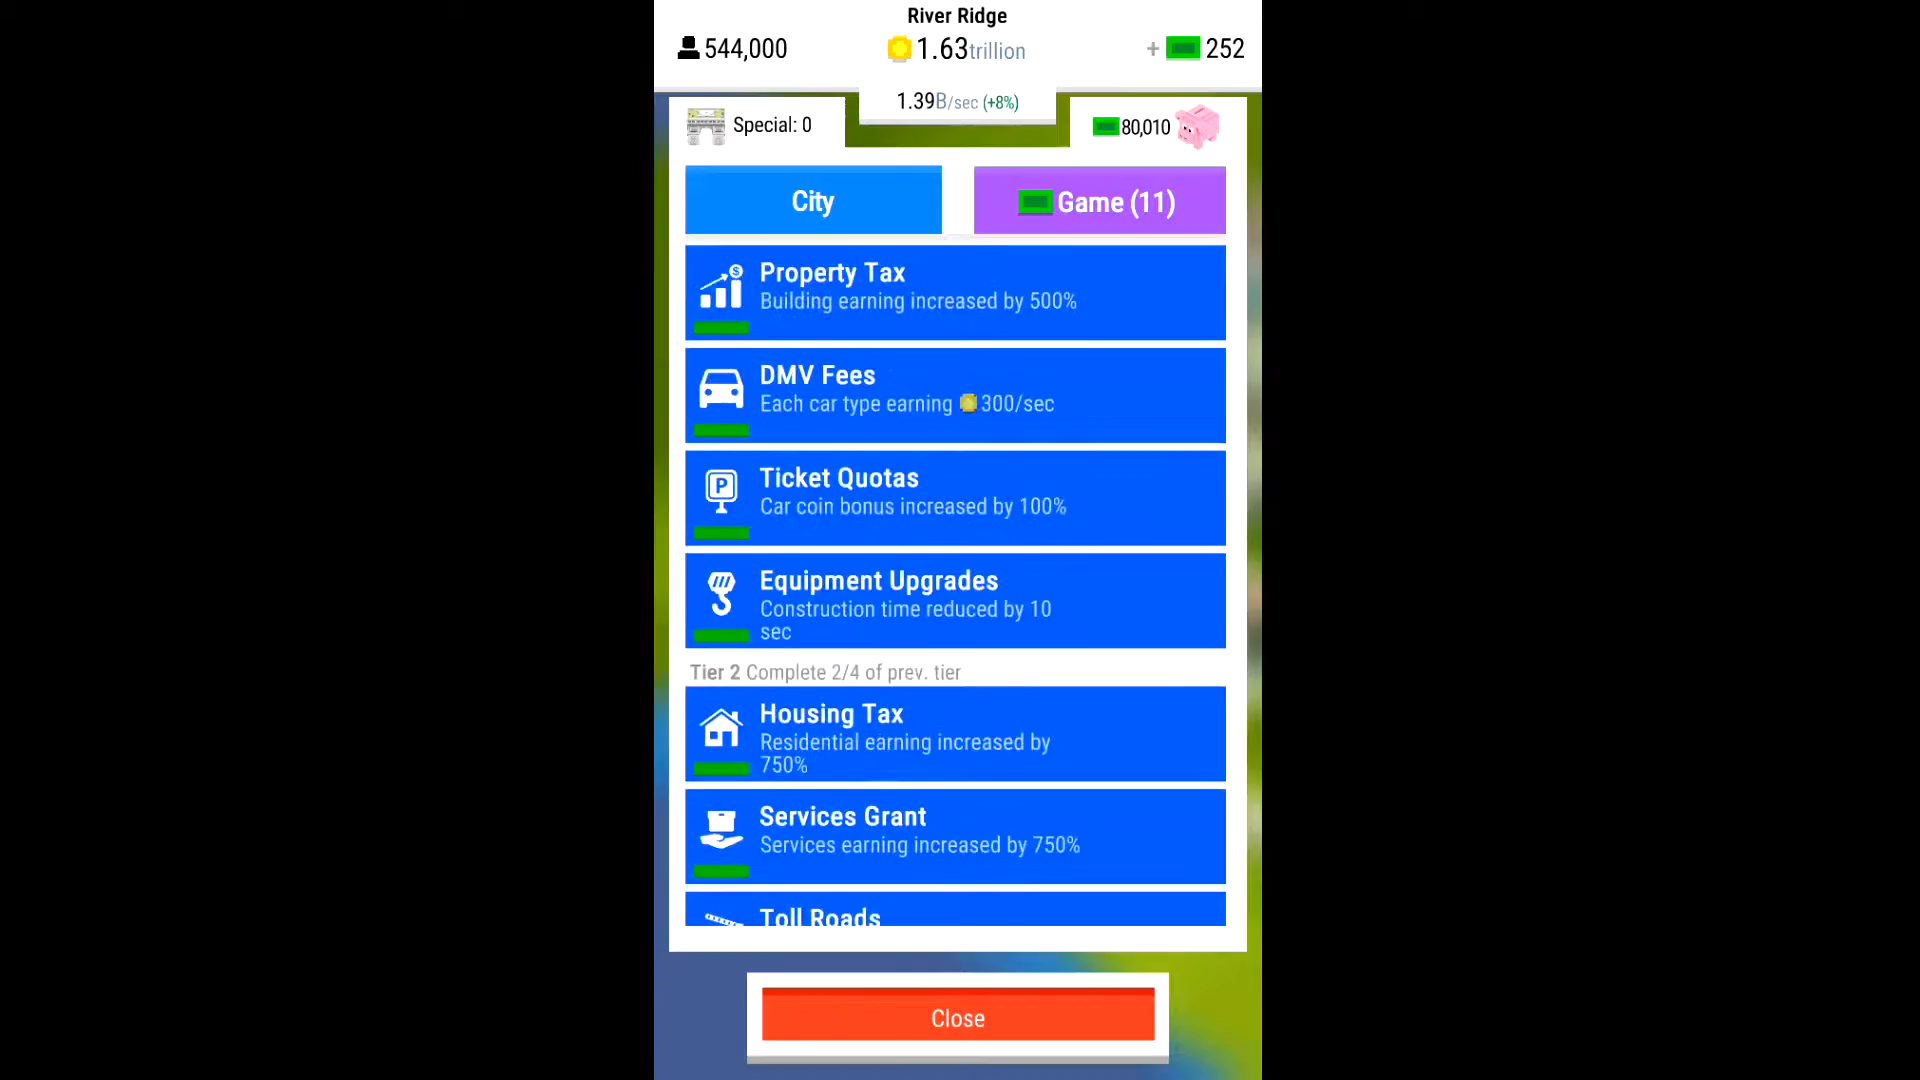 River Ridge
544,000
1.63trillion
+ 252
1.39B/sec (+8%)
Special: 0
80,010
City
Game (11)
Property Tax
Building earning increased by 500%
DMV Fees
Each car type earning 300/sec
P
Ticket Quotas
Car coin bonus increased by 100%
Equipment Upgrades
Construction time reduced by 10
sec
Tier 2 Complete 2/4 of prev. tier
Housing Tax
Residential earning increased by
750%
Services Grant
Services earning increased by 750%
Toll Roads
Close